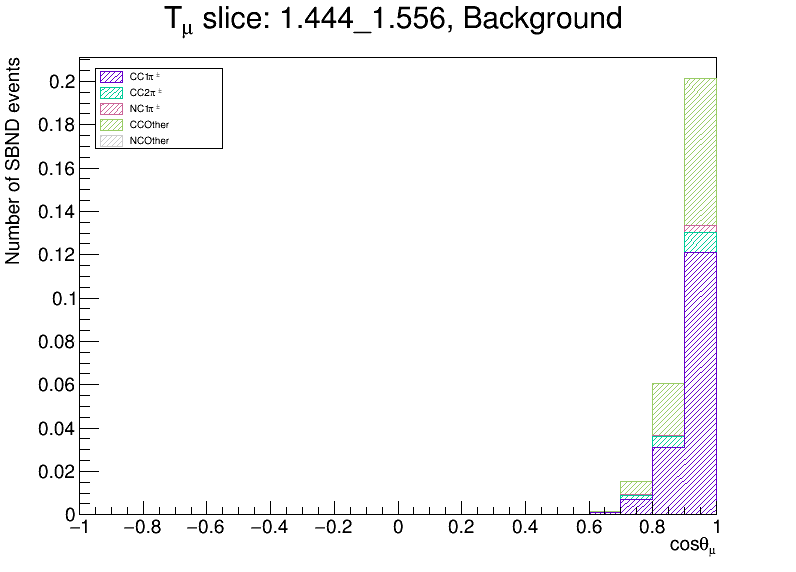 Tμ slice: 1.444_1.556, Background
Number of SBND events
0.2
0.18
0.16
0.14
0.12
0.1
0.08
0.06
0.04
0.02
0
CC1π ±
CC2π ±
NC1π ±
CCOther
NCOther
−1 −0.8 −0.6 −0.4 −0.2 0 0.2 0.4 0.6 0.8 1
cosθμ